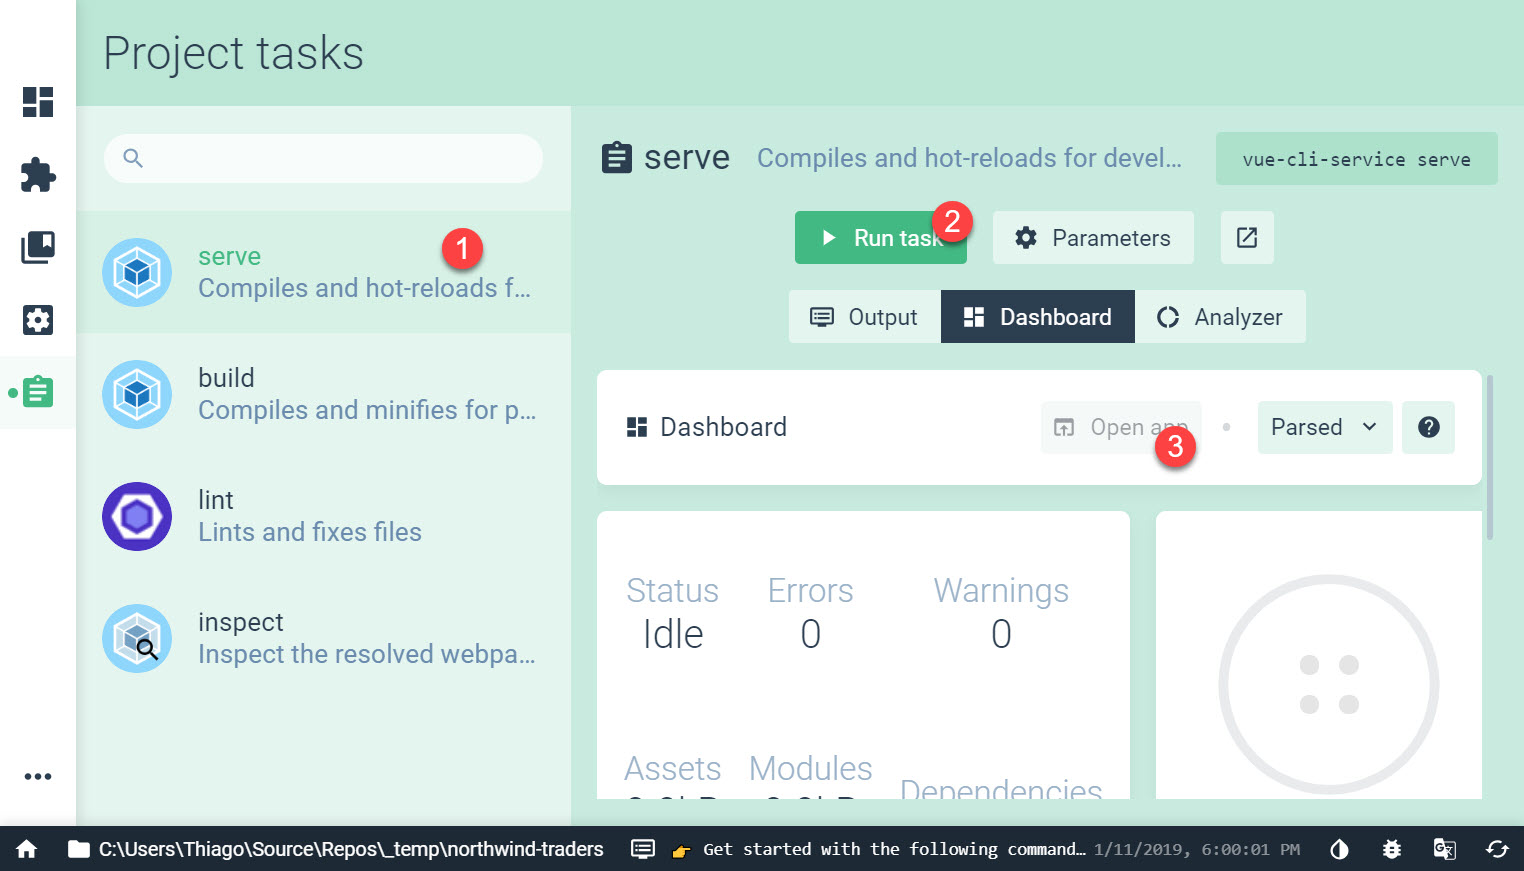 Project tasks
serve
Compiles and hot-reloads f...
1
build
Compiles and minifies for p...
lint
Lints and fixes files
inspect
Inspect the resolved webpa...
serve
Compiles and hot-reloads for devel...
vue-cli-service serve
Run task
2
Parameters
Output
Dashboard
Analyzer
Dashboard
Open app
3
Parsed
Status
Errors
Warnings
Idle
0
0
Assets
Modules
Dependencies
C:\Users\Thiago\Source\Repos\_temp\northwind-traders
Get started with the following command...
1/11/2019, 6:00:01 PM